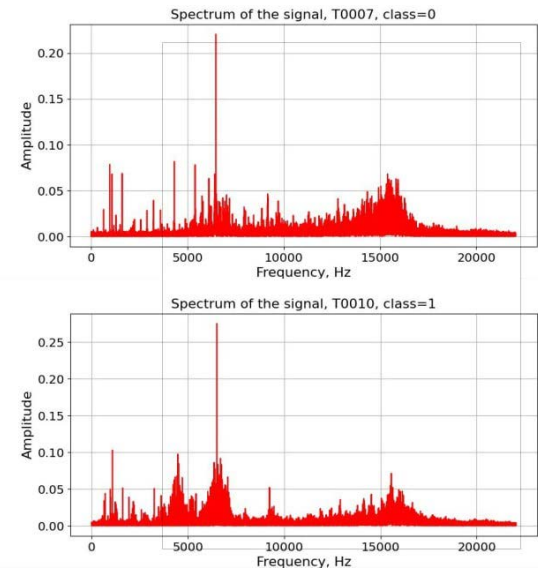 Spectrum of the signal, T0007, class=0
0.20
0.15
0.10
0.05
0.00
Amplitude
0 5000 10000 15000 20000
Frequency, Hz
Spectrum of the signal, T0010, class=1
0.25
0.20
0.15
0.10
0.05
0.00
Amplitude
0 5000 10000 15000 20000
Frequency, Hz